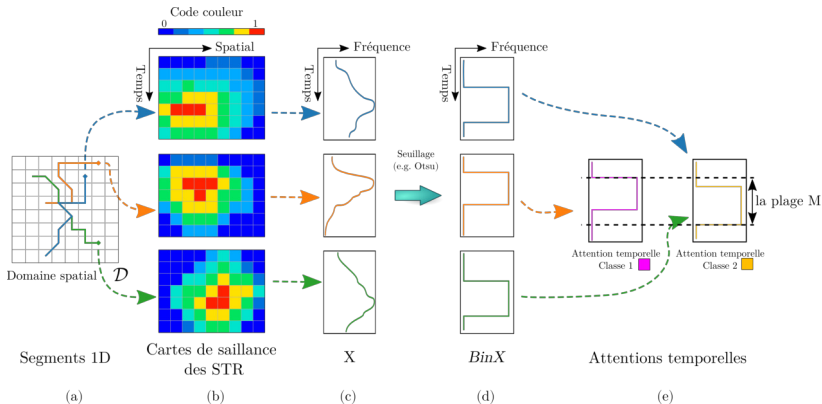 Code couleur
0 1
Spatial
Temps
Fréquence
Temps
Fréquence
Temps
Seuillage
(e.g. Otsu)
la plage M
Domaine spatial 𝒟
Attention temporelle
Classe 1
Attention temporelle
Classe 2
Segments 1D
Cartes de saillance
des STR
X
BinX
Attentions temporelles
(a) (b) (c) (d) (e)